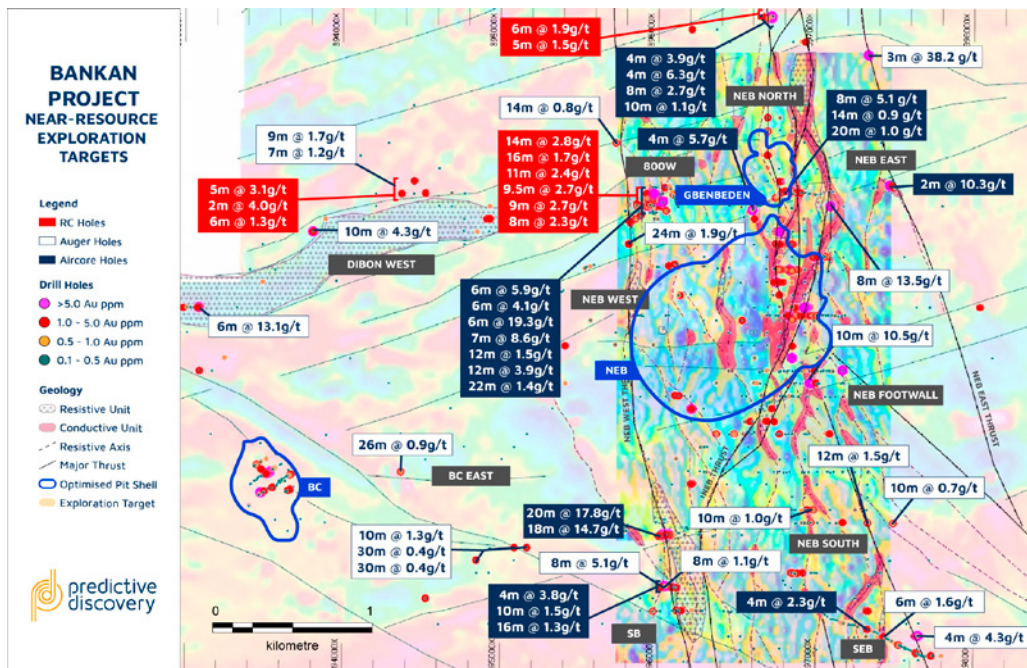 BANKAN
PROJECT
NEAR-RESOURCE
EXPLORATION
TARGETS
Legend
RC Holes
Auger Holes
Aircore Holes
Drill Holes
>5.0 Au ppm
1.0 - 5.0 Au ppm
0.5 - 1.0 Au ppm
0.1 - 0.5 Au ppm
Geology
Resistive Unit
Conductive Unit
Resistive Axis
Major Thrust
Optimised Pit Shell
Exploration Target
predictive
discovery
6m @ 1.9g/t
5m @ 1.5g/t
4m @ 3.9g/t
4m @ 6.3g/t
8m @ 2.7g/t
10m @ 1.1g/t
NEB NORTH
3m @ 38.2 g/t
14m @ 0.8g/t
8m @ 5.1 g/t
14m @ 0.9 g/t
20m @ 1.0 g/t
9m @ 1.7g/t
7m @ 1.2g/t
14m @ 2.8g/t
16m @ 1.7g/t
11m @ 2.4g/t
9.5m @ 2.7g/t
9m @ 2.7g/t
8m @ 2.3g/t
4m @ 5.7g/t
800W
NEB EAST
GBENBEDEN
2m @ 10.3g/t
5m @ 3.1g/t
2m @ 4.0g/t
6m @ 1.3g/t
10m @ 4.3g/t
24m @ 1.9g/t
DIBON WEST
8m @ 13.5g/t
6m @ 13.1g/t
6m @ 5.9g/t
6m @ 4.1g/t
6m @ 19.3g/t
7m @ 8.6g/t
12m @ 1.5g/t
12m @ 3.9g/t
22m @ 1.4g/t
NEB WEST
10m @ 10.5g/t
NEB
NEB FOOTWALL
NEB WEST THRUST
NEB THRUST
NEB EAST THRUST
26m @ 0.9g/t
BC EAST
BC
12m @ 1.5g/t
10m @ 0.7g/t
20m @ 17.8g/t
18m @ 14.7g/t
10m @ 1.0g/t
10m @ 1.3g/t
30m @ 0.4g/t
30m @ 0.4g/t
NEB SOUTH
8m @ 5.1g/t
8m @ 1.1g/t
4m @ 3.8g/t
10m @ 1.5g/t
16m @ 1.3g/t
4m @ 2.3g/t
6m @ 1.6g/t
SB
SEB
4m @ 4.3g/t
0 1
kilometre